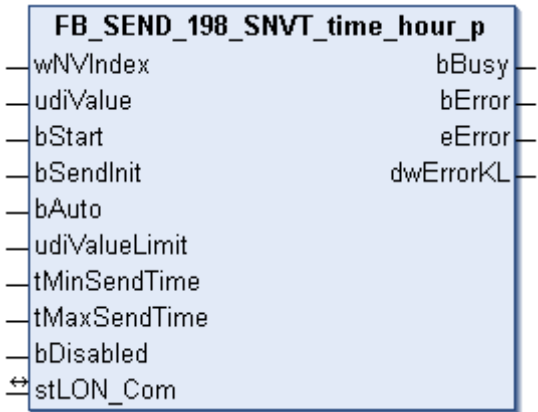 FB_SEND_198_SNVT_time_hour_p
wNVIndex bBusy
udiValue bError
bStart eError
bSendInit dwErrorKL
bAuto
udiValueLimit
tMinSendTime
tMaxSendTime
bDisabled
stLON_Com